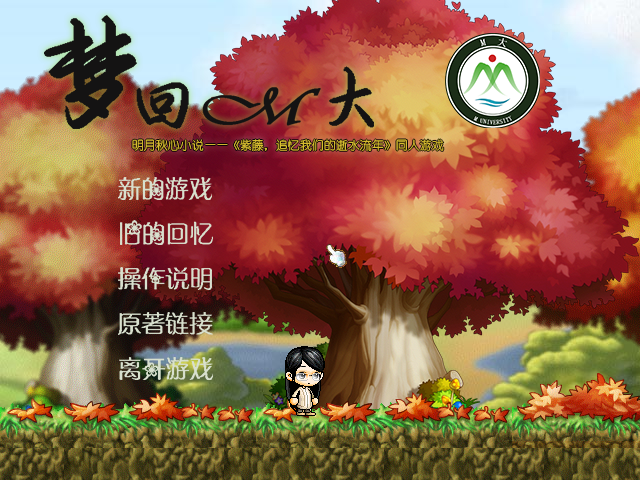 梦回M大
M 大
M UNIVERSITY
明月秋心小说——《紫藤，追忆我们的逝水流年》同人游戏
新的游戏
旧的回忆
操作说明
原著链接
离开游戏